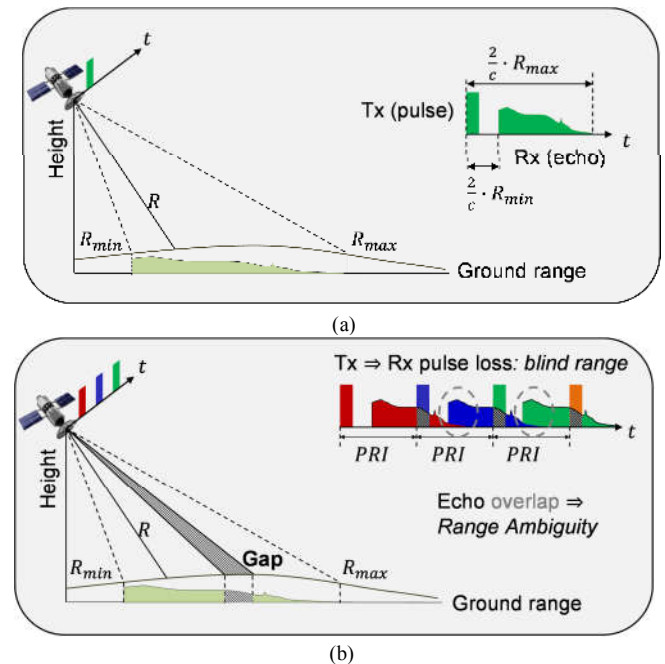 t
2/c · R_max
Tx (pulse)
t
Rx (echo)
2/c · R_min
Height
R
R_min
R_max
Ground range
(a)
Tx ⇒ Rx pulse loss: blind range
t
t
PRI PRI PRI
Echo overlap ⇒
Range Ambiguity
Height
R
Gap
R_min
R_max
Ground range
(b)